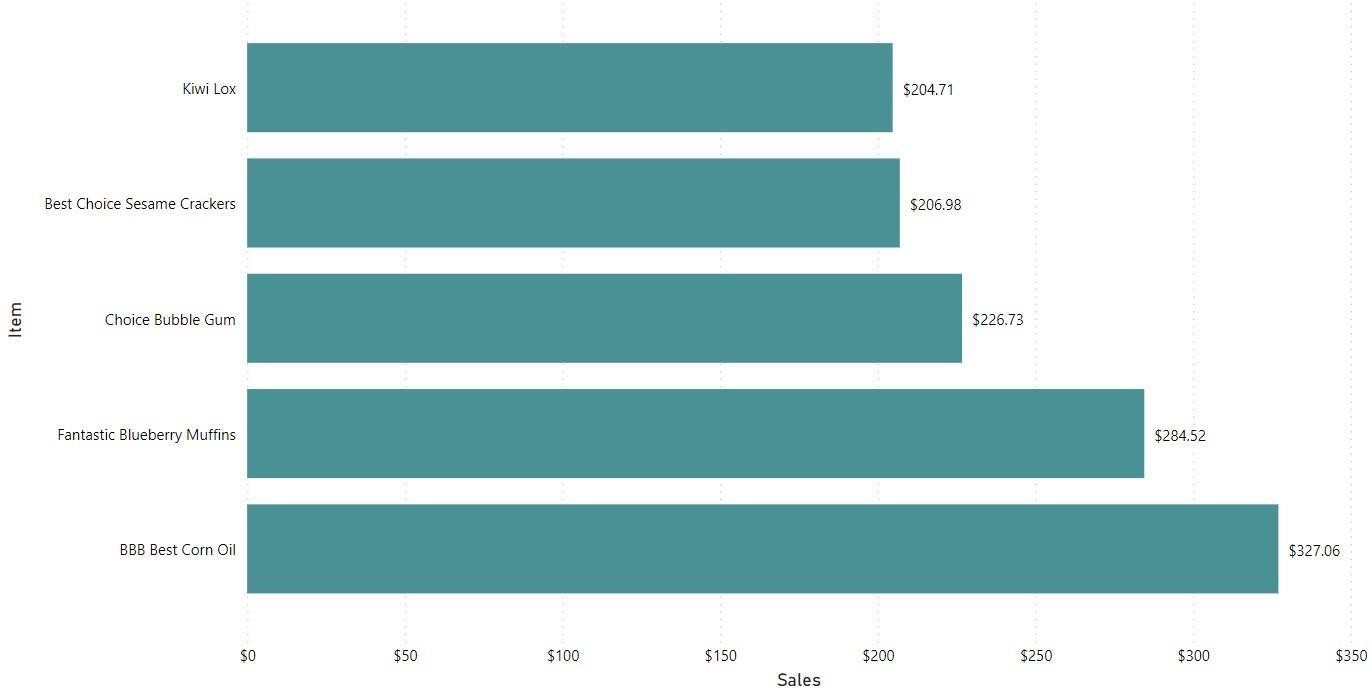 Kiwi Lox
$204.71
Best Choice Sesame Crackers
$206.98
Choice Bubble Gum
$226.73
Fantastic Blueberry Muffins
$284.52
BBB Best Corn Oil
$327.06
Item
$0 $50 $100 $150 $200 $250 $300 $350
Sales